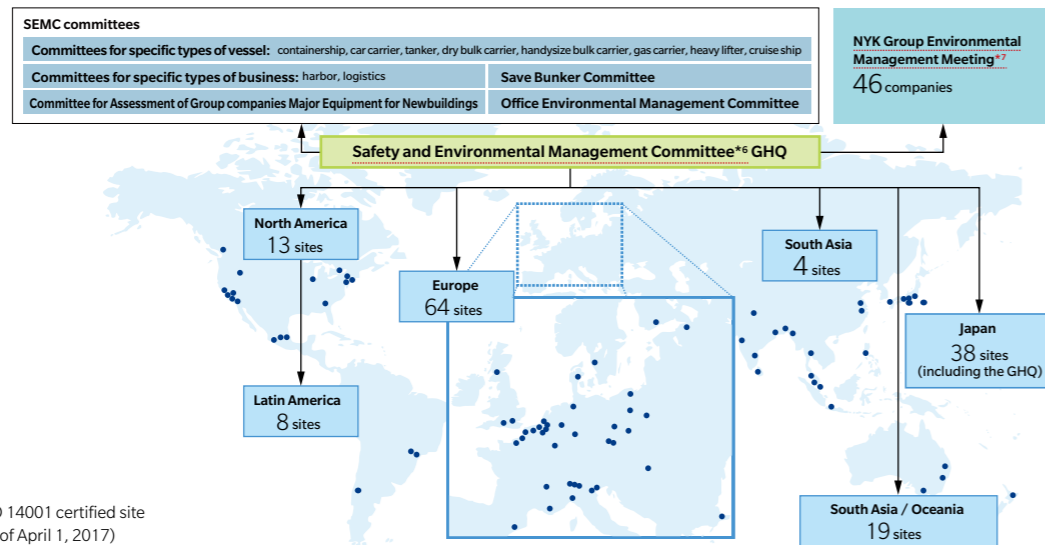 SEMC committees
Committees for specific types of vessel: containership, car carrier, tanker, dry bulk carrier, handysize bulk carrier, gas carrier, heavy lifter, cruise ship
Committees for specific types of business: harbor, logistics
Save Bunker Committee
Committee for Assessment of Group companies Major Equipment for Newbuildings
Office Environmental Management Committee
NYK Group Environmental
Management Meeting*7
46 companies
Safety and Environmental Management Committee*6 GHQ
North America
13 sites
South Asia
4 sites
Europe
64 sites
Japan
38 sites
(including the GHQ)
Latin America
8 sites
South Asia / Oceania
19 sites
14001 certified site
of April 1, 2017)